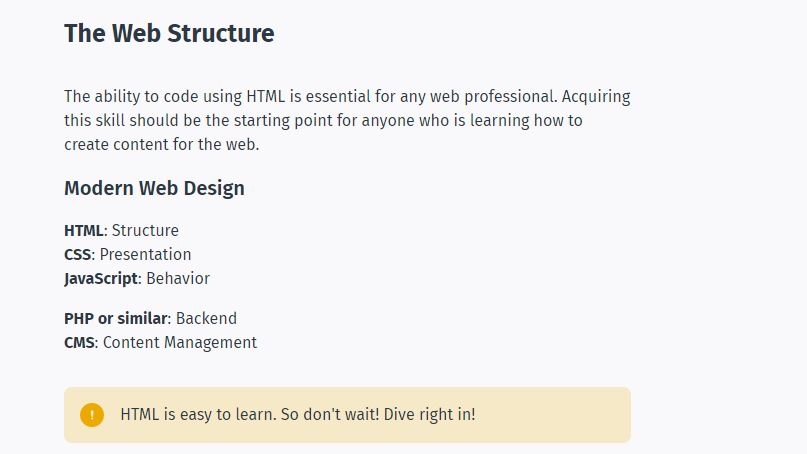 The Web Structure
The ability to code using HTML is essential for any web professional. Acquiring
this skill should be the starting point for anyone who is learning how to
create content for the web.
Modern Web Design
HTML: Structure
CSS: Presentation
JavaScript: Behavior
PHP or similar: Backend
CMS: Content Management
! HTML is easy to learn. So don't wait! Dive right in!